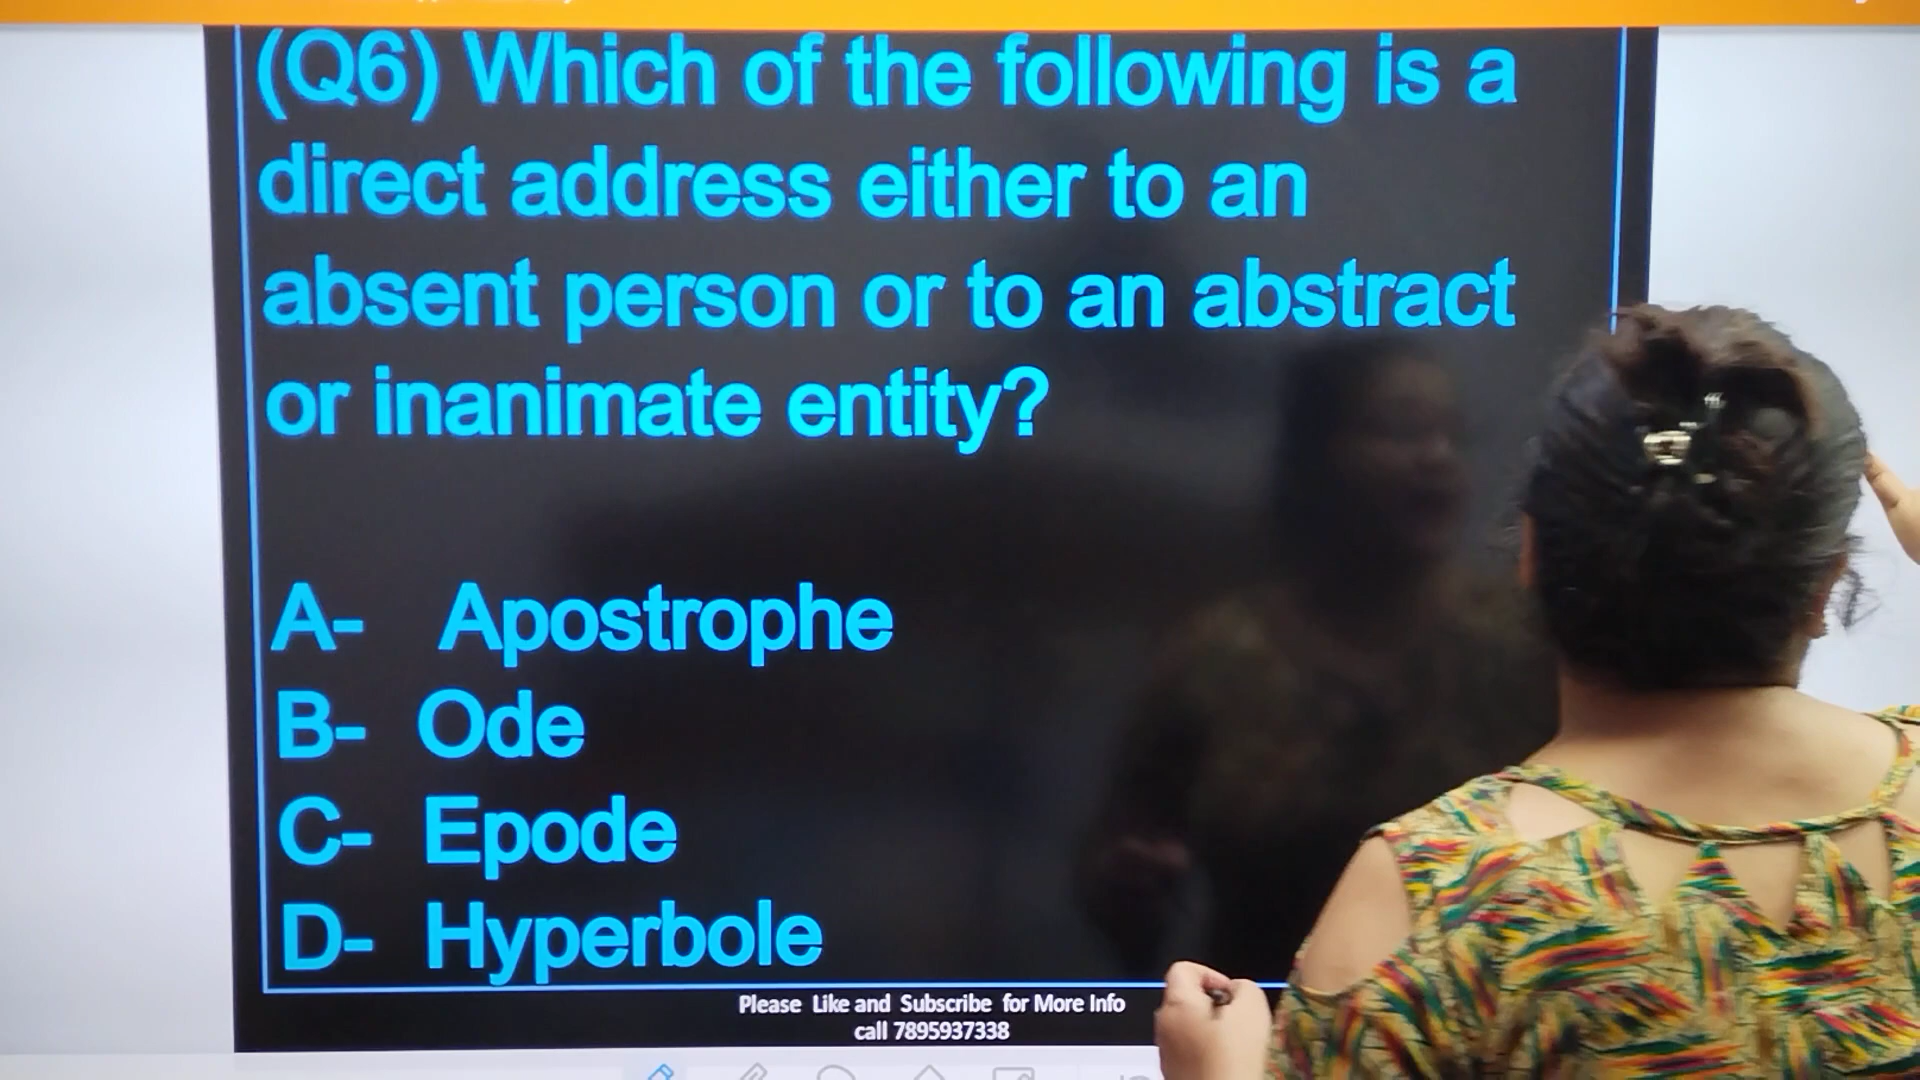 (Q6) Which of the following is a
direct address either to an
absent person or to an abstract
or inanimate entity?
A- Apostrophe
B- Ode
C- Epode
D- Hyperbole
Please Like and Subscribe for More Info
call 7895937338